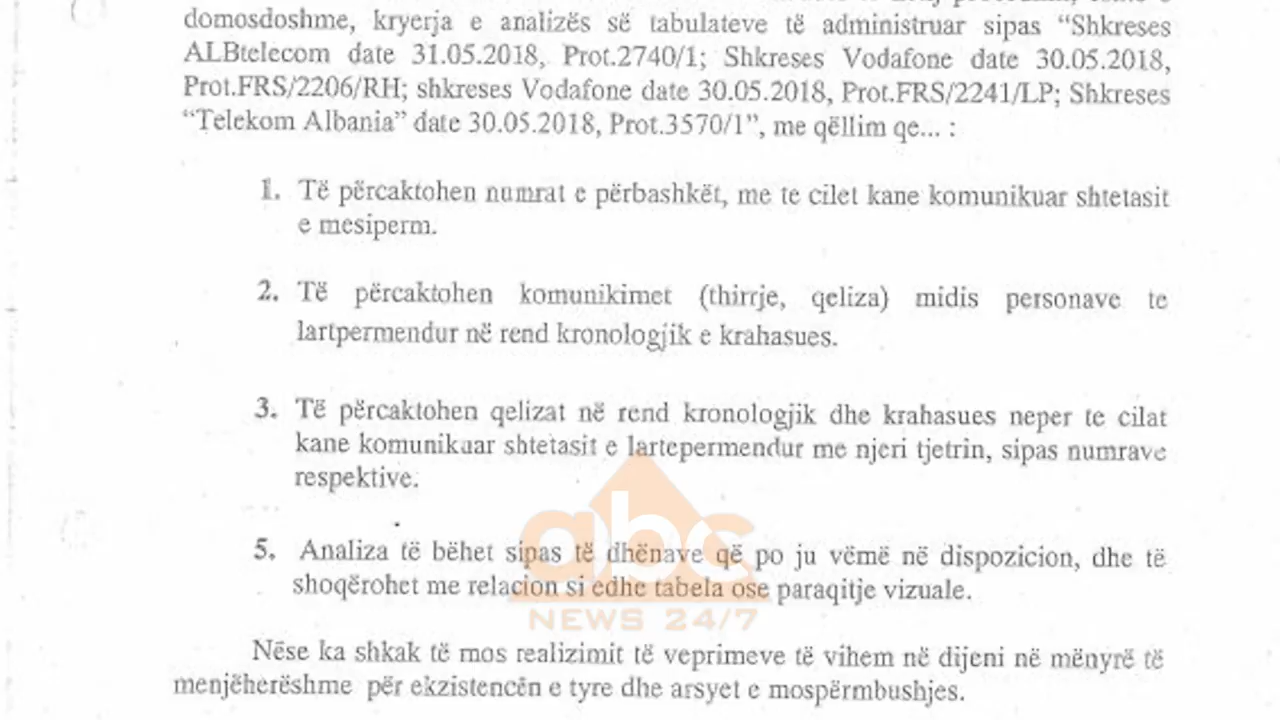 domosdoshme, kryerja e analizës së tabulateve të administruar sipas “Shkreses
ALBtelecom date 31.05.2018, Prot.2740/1; Shkreses Vodafone date 30.05.2018,
Prot.FRS/2206/RH; shkreses Vodafone date 30.05.2018, Prot.FRS/2241/LP; Shkreses
“Telekom Albania” date 30.05.2018, Prot.3570/1”, me qëllim qe... :
1. Të përcaktohen numrat e përbashkët, me te cilet kane komunikuar shtetasit
e mesiperm.
2. Të përcaktohen komunikimet (thirrje, qeliza) midis personave te
lartpermendur në rend kronologjik e krahasues.
3. Të përcaktohen qelizat në rend kronologjik dhe krahasues neper te cilat
kane komunikuar shtetasit e lartepermendur me njeri tjetrin, sipas numrave
respektive.
5. Analiza të bëhet sipas të dhënave që po ju vëmë në dispozicion, dhe të
shoqërohet me relacion si edhe tabela ose paraqitje vizuale.
abc
NEWS 24/7
Nëse ka shkak të mos realizimit të veprimeve të vihem në dijeni në mënyrë të
menjëherëshme për ekzistencën e tyre dhe arsyet e mospërmbushjes.